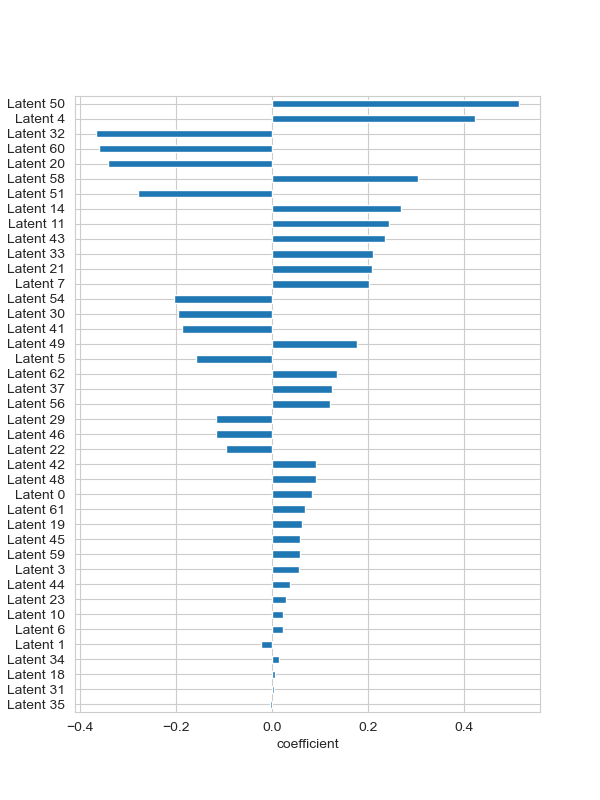 Latent 50
Latent 4
Latent 32
Latent 60
Latent 20
Latent 58
Latent 51
Latent 14
Latent 11
Latent 43
Latent 33
Latent 21
Latent 7
Latent 54
Latent 30
Latent 41
Latent 49
Latent 5
Latent 62
Latent 37
Latent 56
Latent 29
Latent 46
Latent 22
Latent 42
Latent 48
Latent 0
Latent 61
Latent 19
Latent 45
Latent 59
Latent 3
Latent 44
Latent 23
Latent 10
Latent 6
Latent 1
Latent 34
Latent 18
Latent 31
Latent 35
−0.4 −0.2 0.0 0.2 0.4
coefficient